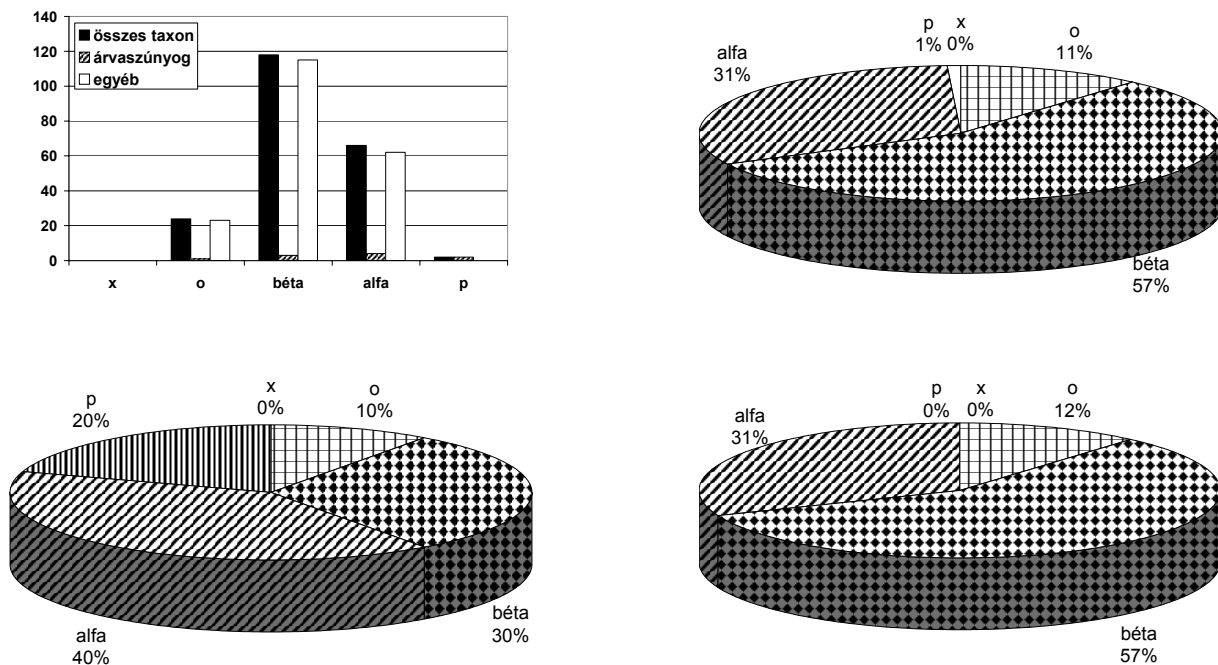 140
120
100
80
60
40
20
0
összes taxon
árvaszúnyog
egyéb
x
o
béta
alfa
p
x
0%
o
11%
béta
57%
alfa
31%
p
1%
x
0%
o
10%
béta
30%
alfa
40%
p
20%
x
0%
o
12%
béta
57%
alfa
31%
p
0%